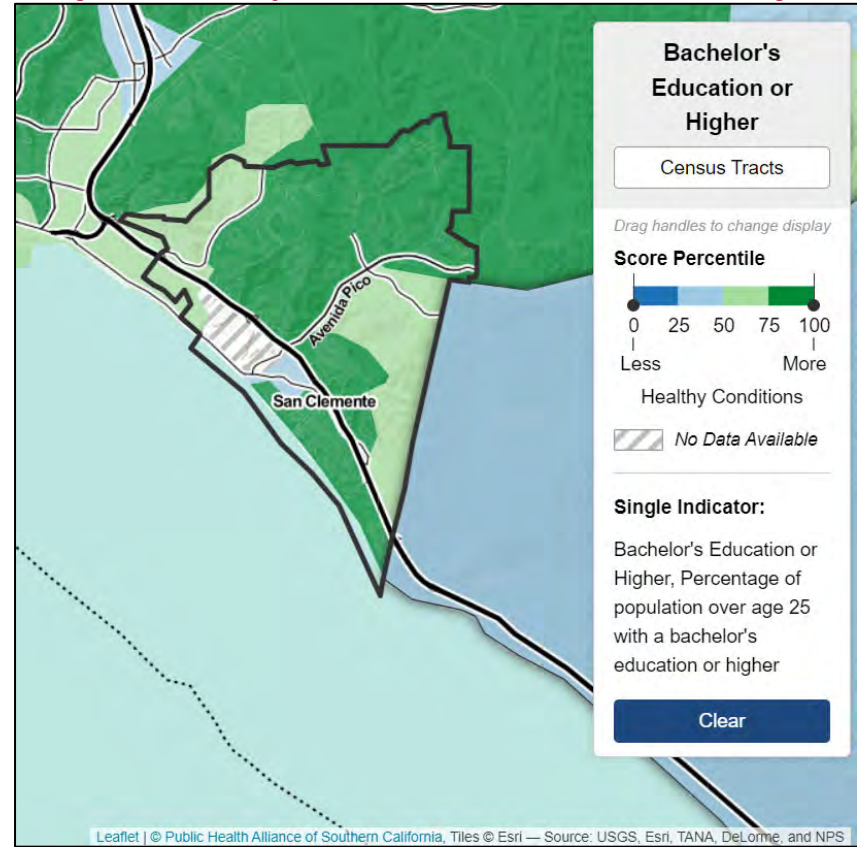 Bachelor's
Education or
Higher
Census Tracts
Drag handles to change display
Score Percentile
0 25 50 75 100
Less More
Healthy Conditions
No Data Available
Single Indicator:
Bachelor's Education or
Higher, Percentage of
population over age 25
with a bachelor's
education or higher
Clear
Avenida Pico
San Clemente
Leaflet | © Public Health Alliance of Southern California, Tiles © Esri — Source: USGS, Esri, TANA, DeLorme, and NPS